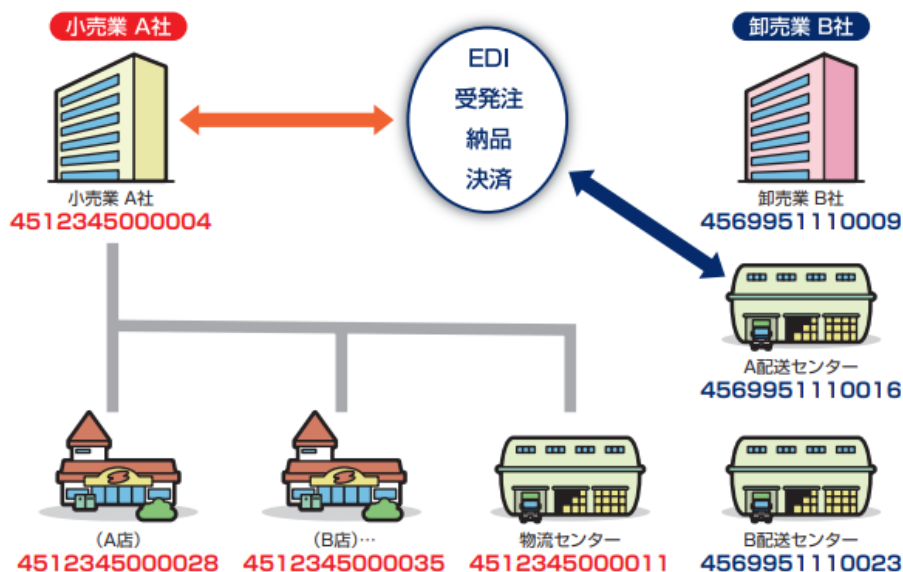 小売業 A社
卸売業 B社
EDI
受発注
納品
決済
小売業 A社
4512345000004
卸売業 B社
4569951110009
A配送センター
4569951110016
(A店)
4512345000028
(B店)…
4512345000035
物流センター
4512345000011
B配送センター
4569951110023